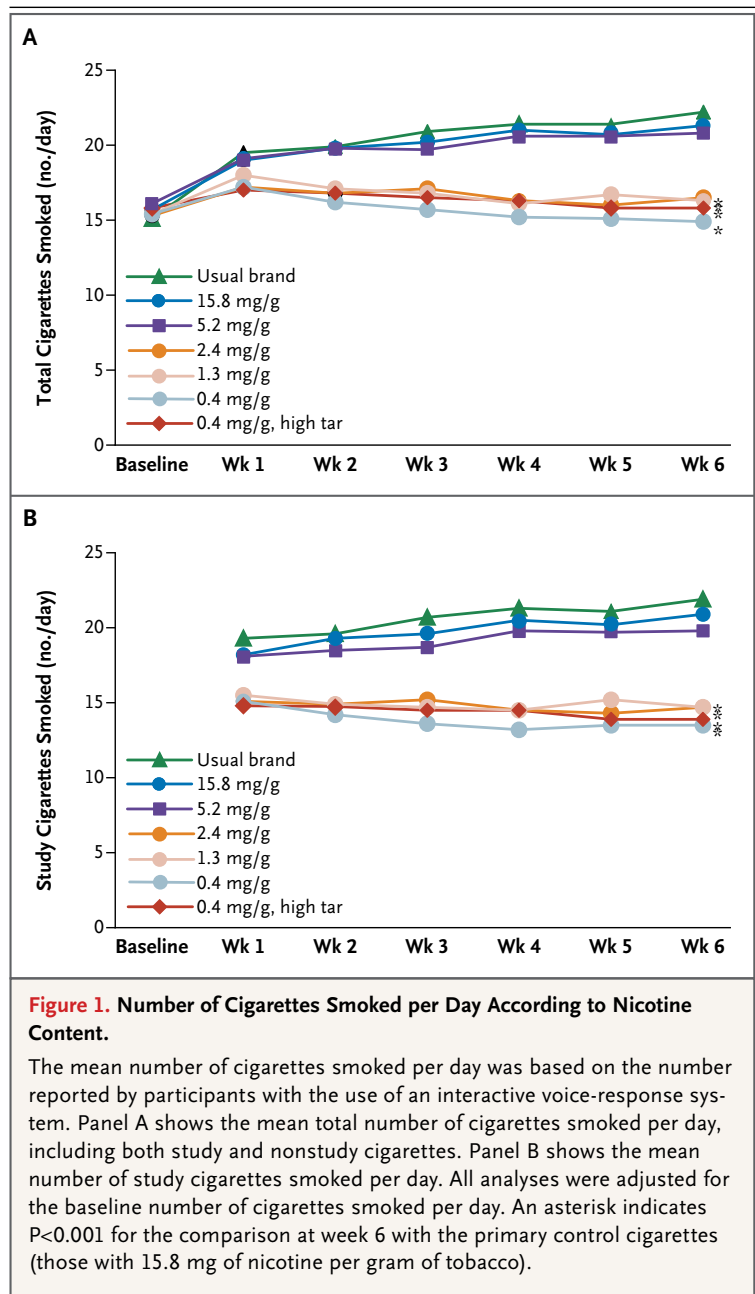 A
25
20
15
10
5
0
Total Cigarettes Smoked (no./day)
Usual brand
15.8 mg/g
5.2 mg/g
2.4 mg/g
1.3 mg/g
0.4 mg/g
0.4 mg/g, high tar
* * * *
Baseline Wk 1 Wk 2 Wk 3 Wk 4 Wk 5 Wk 6
B
25
20
15
10
5
0
Study Cigarettes Smoked (no./day)
Usual brand
15.8 mg/g
5.2 mg/g
2.4 mg/g
1.3 mg/g
0.4 mg/g
0.4 mg/g, high tar
* * * *
Baseline Wk 1 Wk 2 Wk 3 Wk 4 Wk 5 Wk 6
Figure 1. Number of Cigarettes Smoked per Day According to Nicotine
Content.
The mean number of cigarettes smoked per day was based on the number
reported by participants with the use of an interactive voice-response sys-
tem. Panel A shows the mean total number of cigarettes smoked per day,
including both study and nonstudy cigarettes. Panel B shows the mean
number of study cigarettes smoked per day. All analyses were adjusted for
the baseline number of cigarettes smoked per day. An asterisk indicates
P<0.001 for the comparison at week 6 with the primary control cigarettes
(those with 15.8 mg of nicotine per gram of tobacco).